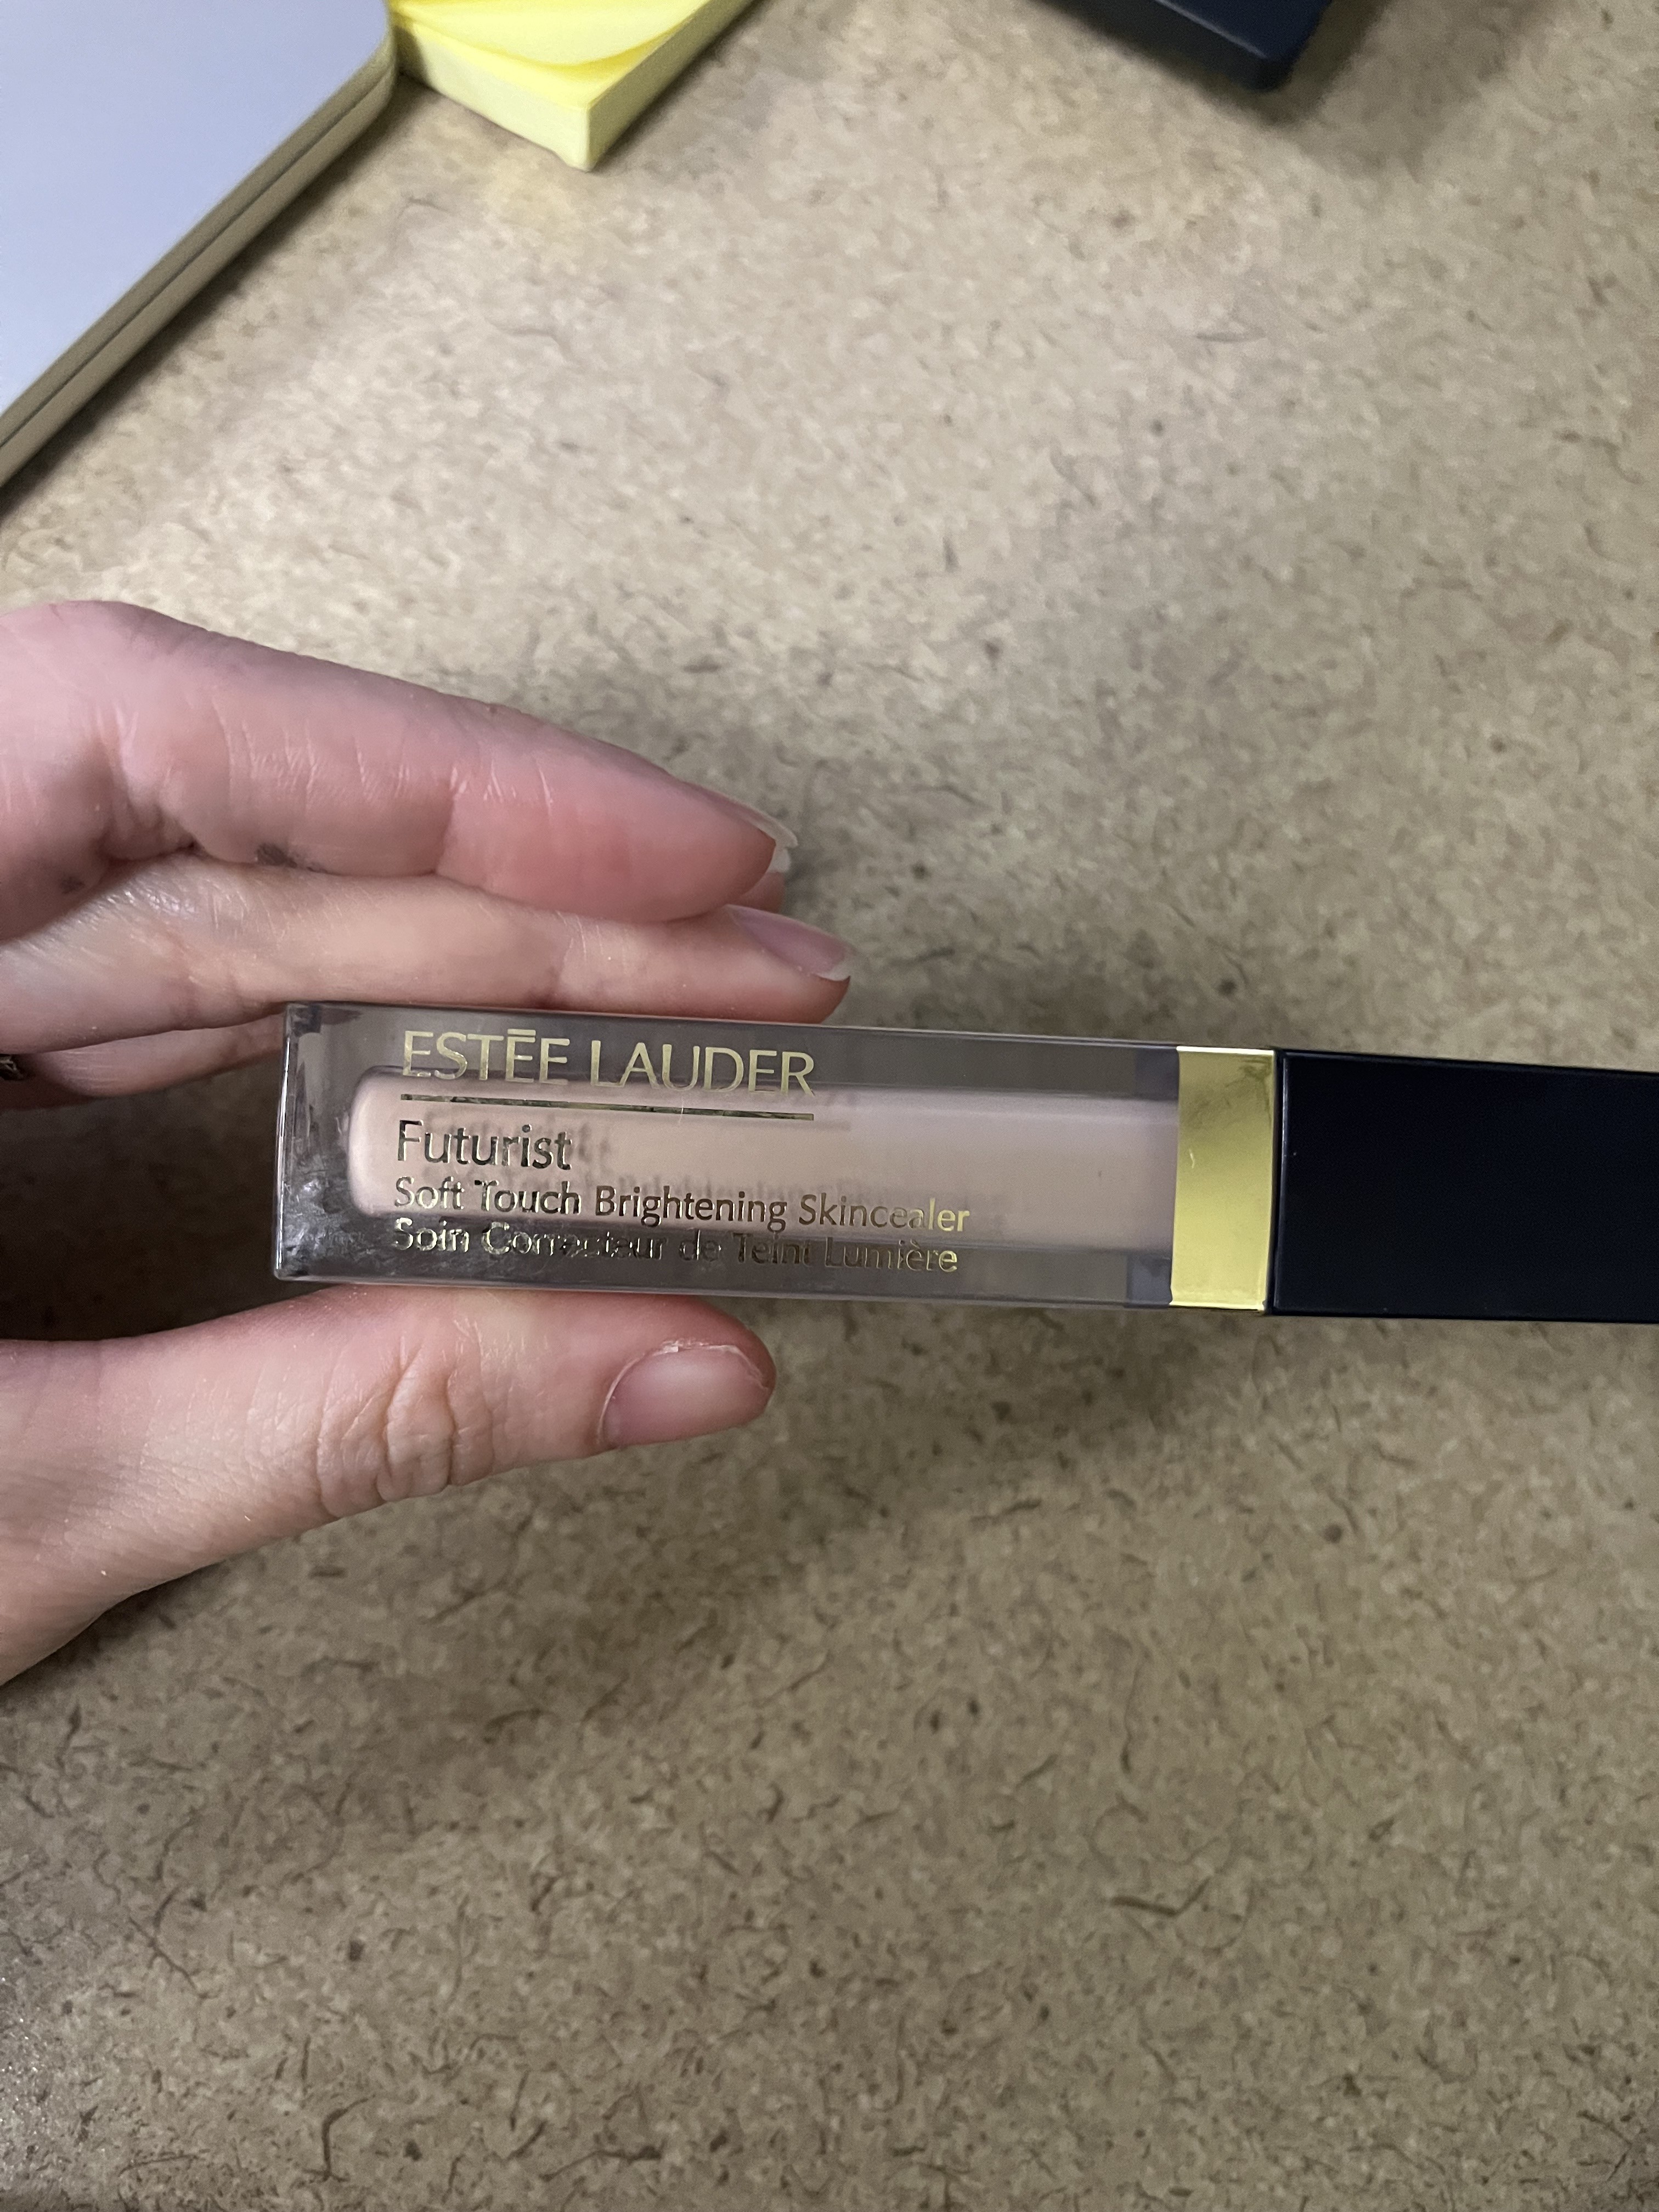 ESTĒE LAUDER
Futurist
Soft Touch Brightening Skincealer
Soin Correcteur de Teint Lumière